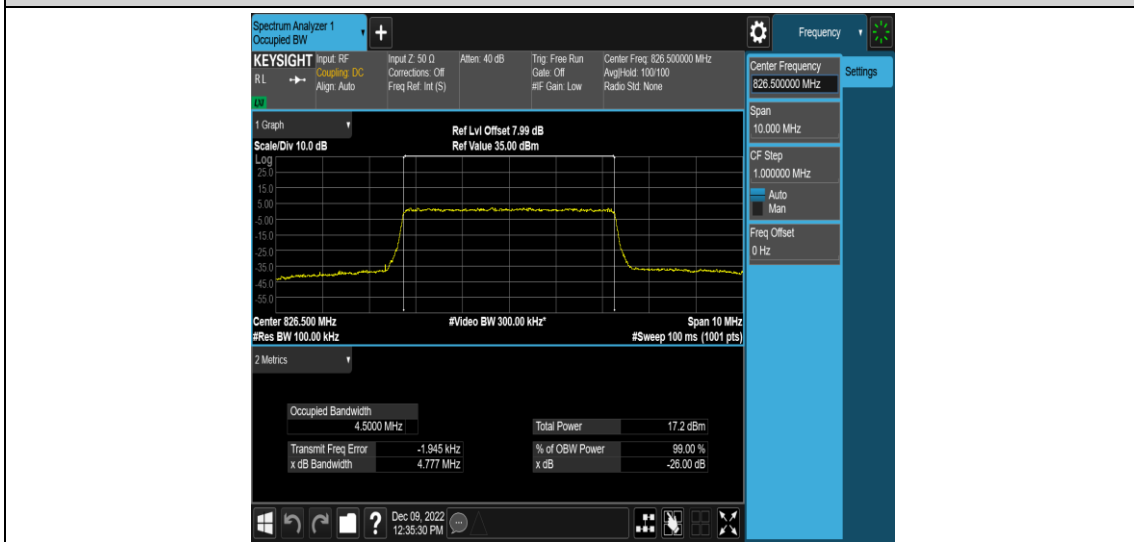 Spectrum Analyzer 1
Occupied BW
+
Frequency
KEYSIGHT
RL
Input: RF
Coupling: DC
Align: Auto
Input Z: 50 Ω
Corrections: Off
Freq Ref: Int (S)
Atten: 40 dB
Trig: Free Run
Gate: Off
#IF Gain: Low
Center Freq: 826.500000 MHz
Avg|Hold: 100/100
Radio Std: None
Center Frequency
826.500000 MHz
Settings
Span
10.000 MHz
CF Step
1.000000 MHz
Auto
Man
Freq Offset
0 Hz
1 Graph
Ref Lvl Offset 7.99 dB
Scale/Div 10.0 dB
Ref Value 35.00 dBm
Log
25.0
15.0
5.00
-5.00
-15.0
-25.0
-35.0
-45.0
-55.0
Center 826.500 MHz
#Video BW 300.00 kHz*
Span 10 MHz
#Res BW 100.00 kHz
#Sweep 100 ms (1001 pts)
2 Metrics
Occupied Bandwidth
4.5000 MHz
Total Power 17.2 dBm
Transmit Freq Error -1.945 kHz
% of OBW Power 99.00 %
x dB Bandwidth 4.777 MHz
x dB -26.00 dB
?
Dec 09, 2022
12:35:30 PM